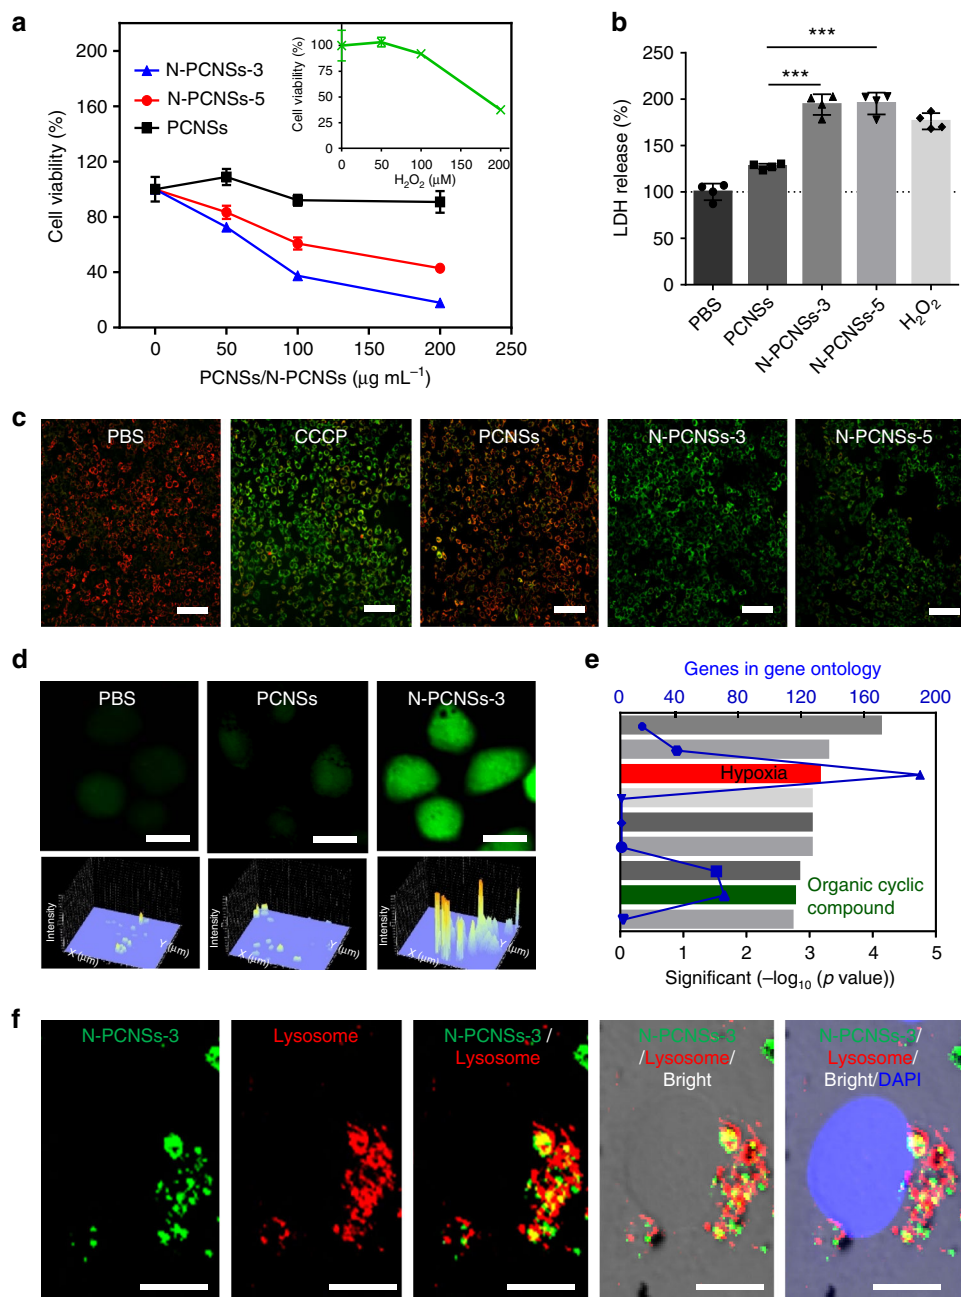 a
200
160
120
80
40
0
Cell viability (%)
N-PCNSs-3
N-PCNSs-5
PCNSs
0 50 100 150 200 250
PCNSs/N-PCNSs (μg mL⁻¹)
100
75
50
25
0
Cell viability (%)
0 50 100 150 200
H₂O₂ (μM)
b
250
200
150
100
50
0
LDH release (%)
***
***
PBS
PCNSs
N-PCNSs-3
N-PCNSs-5
H₂O₂
c
PBS
CCCP
PCNSs
N-PCNSs-3
N-PCNSs-5
d
PBS
PCNSs
N-PCNSs-3
Intensity
X (μm)
Y (μm)
Intensity
X (μm)
Y (μm)
Intensity
X (μm)
Y (μm)
e
Genes in gene ontology
0 40 80 120 160 200
Hypoxia
Organic cyclic
compound
0 1 2 3 4 5
Significant (–log₁₀ (p value))
f
N-PCNSs-3
Lysosome
N-PCNSs-3 /
Lysosome
N-PCNSs-3
/Lysosome/
Bright
N-PCNSs-3/
Lysosome/
Bright/DAPI